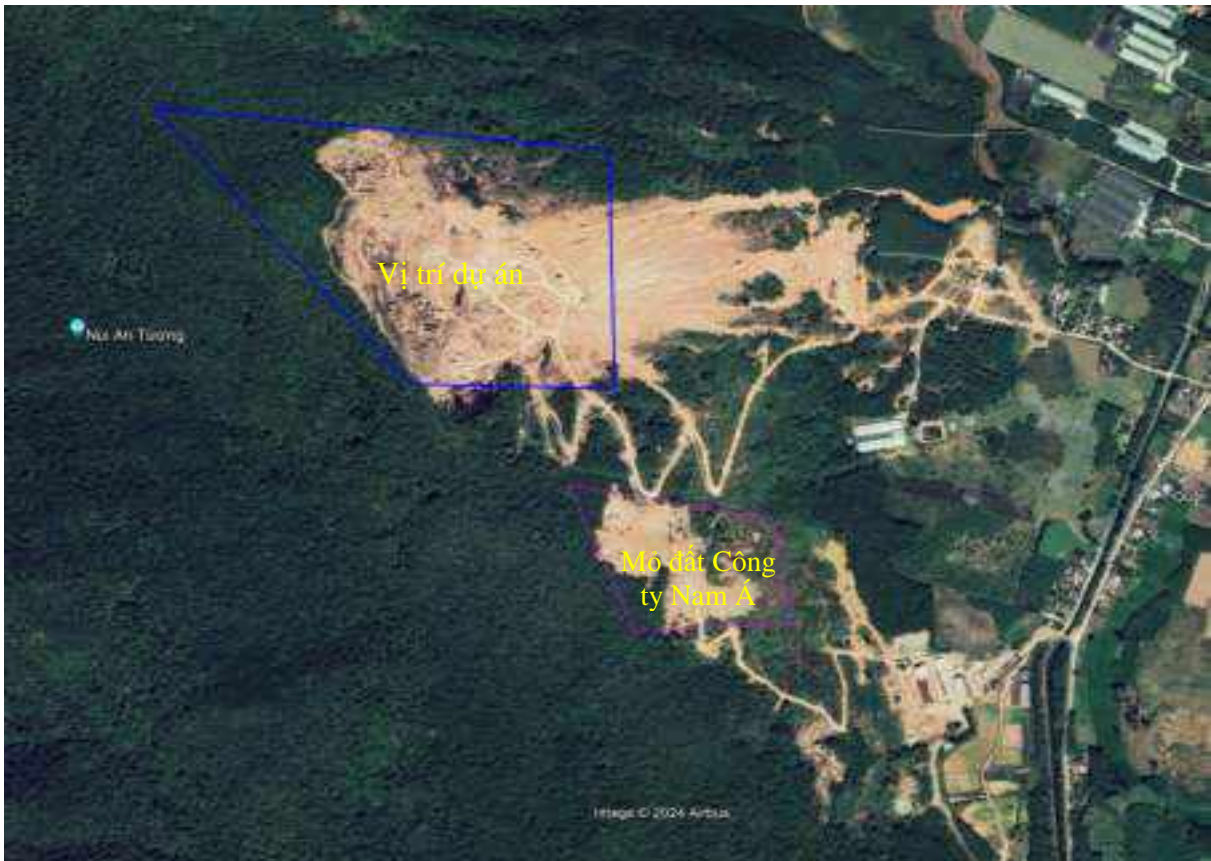 Vị trí dự án
Núi An Tượng
Mỏ đất Công
ty Nam Á
Image © 2024 Airbus